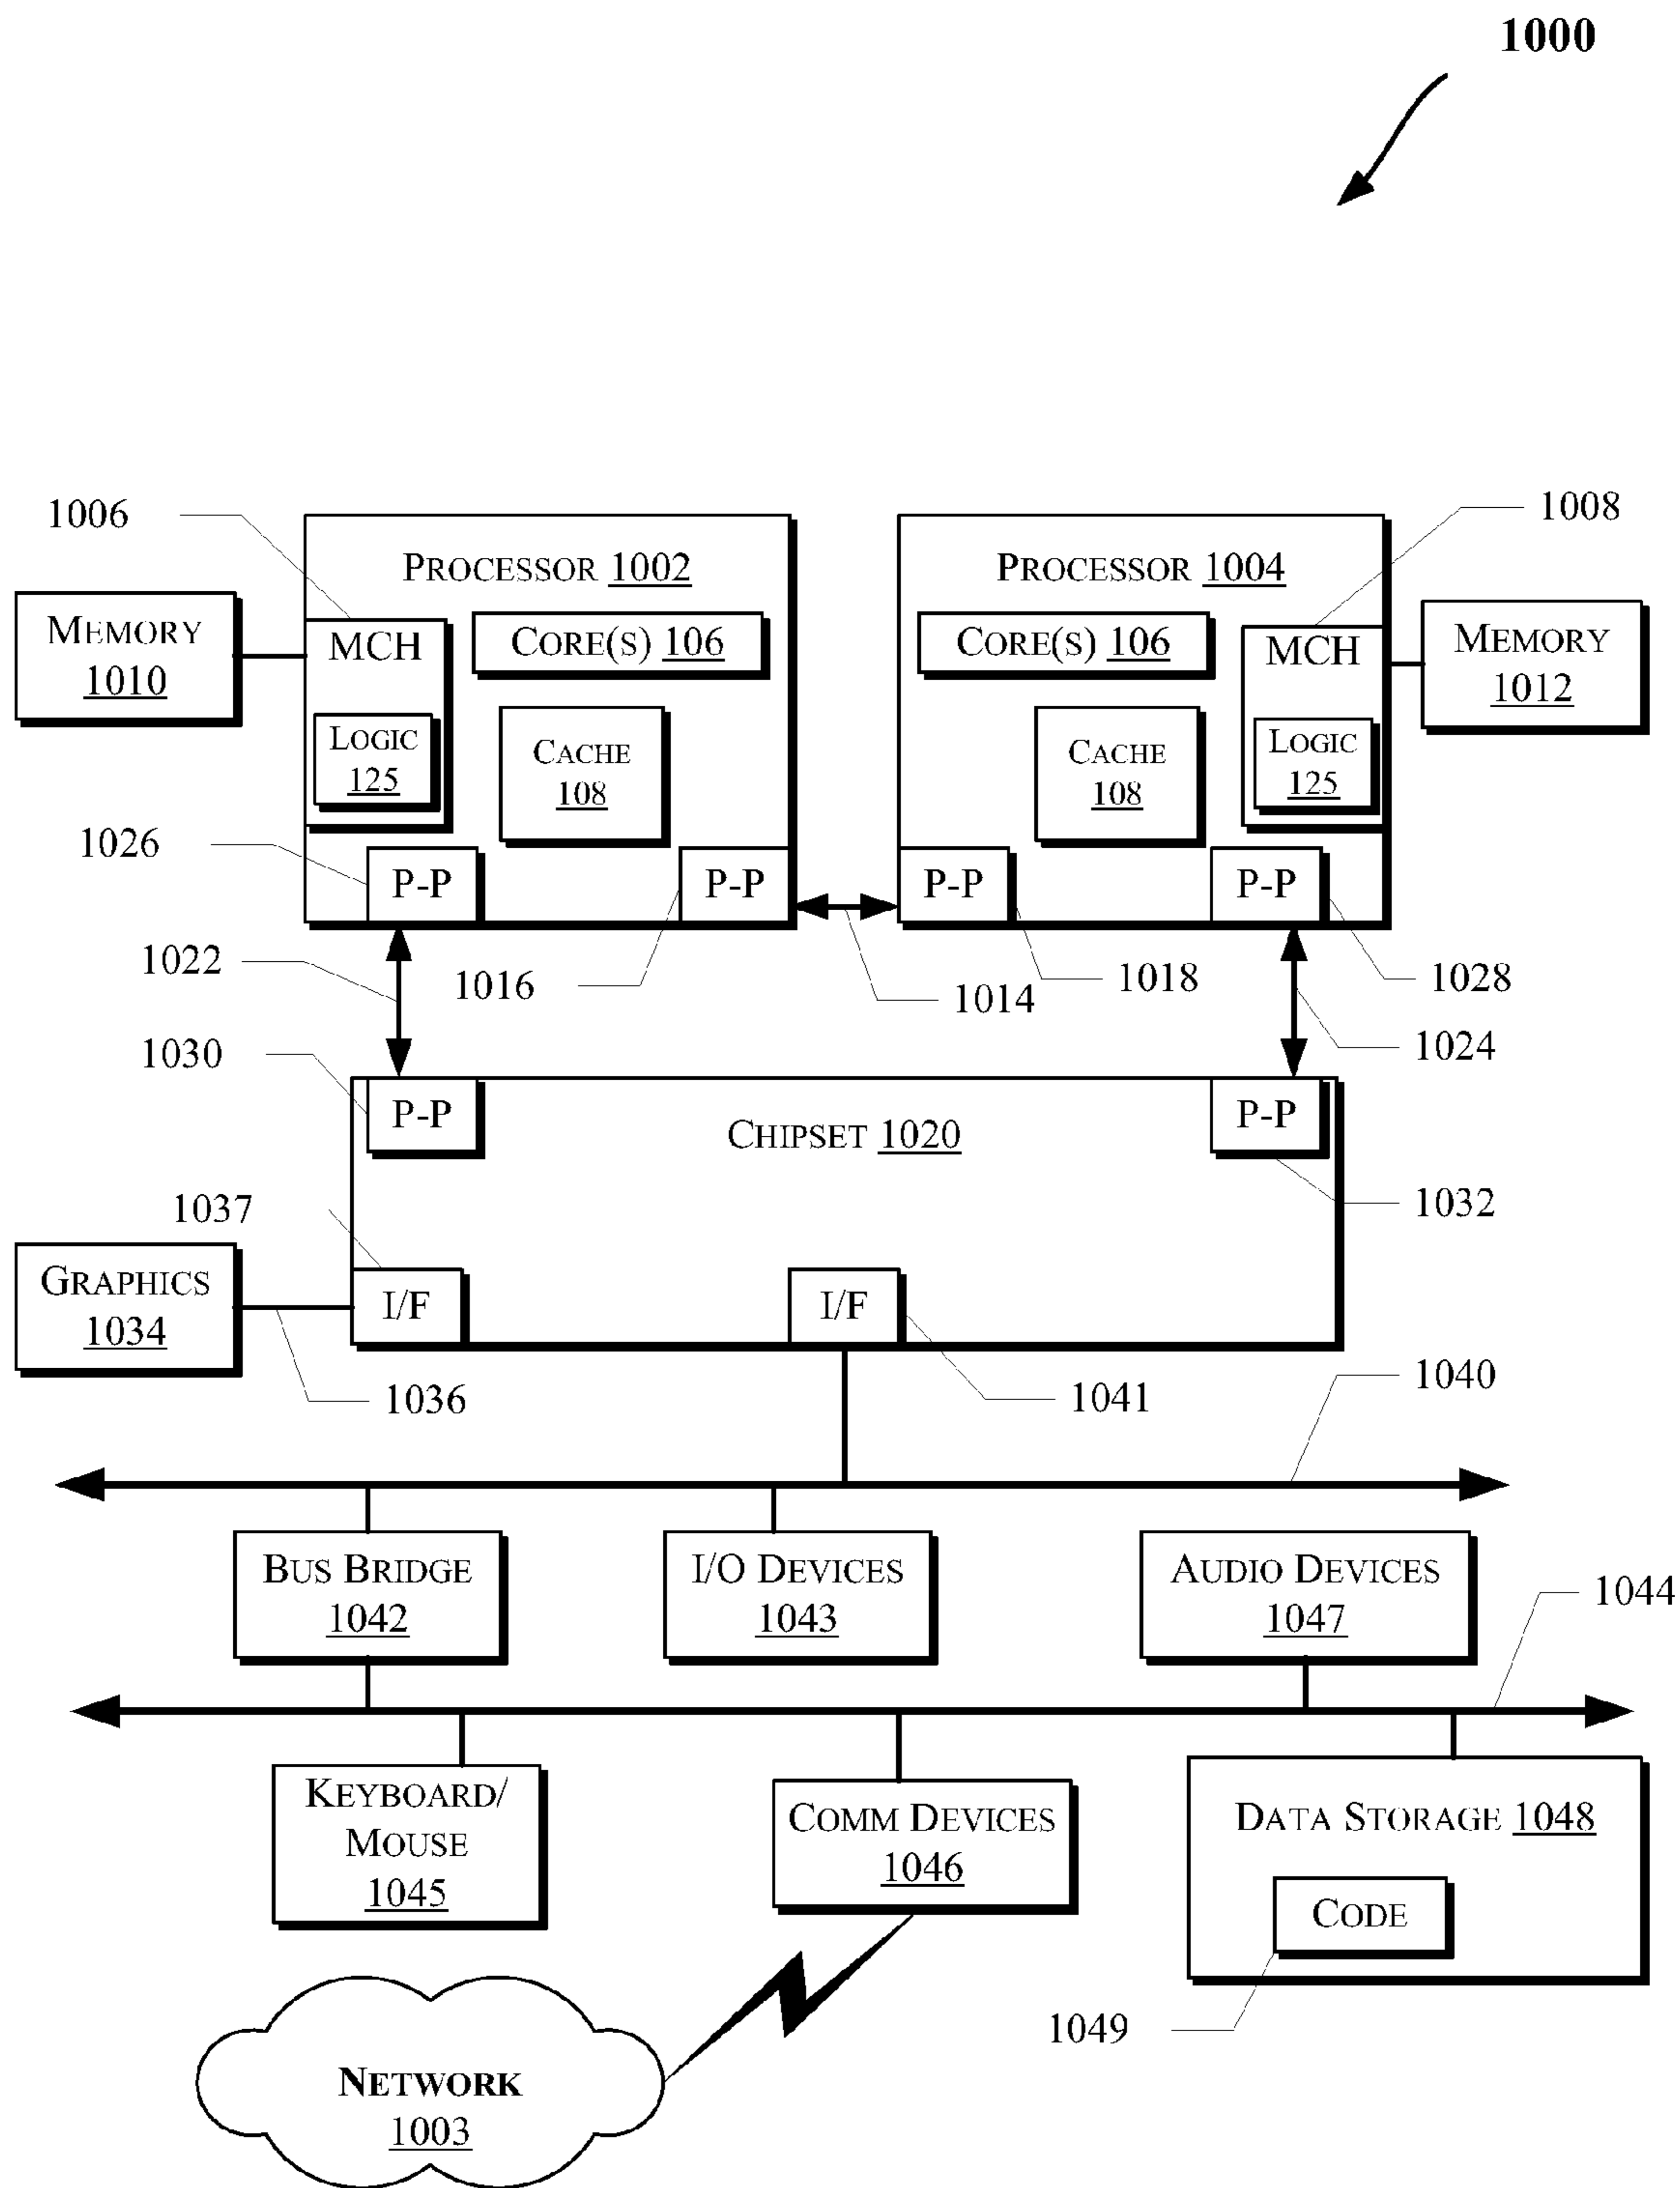 1000
1006
1008
PROCESSOR 1002
PROCESSOR 1004
MEMORY
1010
MCH
CORE(S) 106
CORE(S) 106
MCH
MEMORY
1012
LOGIC
125
CACHE
108
CACHE
108
LOGIC
125
1026
P-P
P-P
P-P
P-P
1022
1016
1014
1018
1028
1030
1024
P-P
CHIPSET 1020
P-P
1037
1032
GRAPHICS
1034
I/F
I/F
1036
1041
1040
BUS BRIDGE
1042
I/O DEVICES
1043
AUDIO DEVICES
1047
1044
KEYBOARD/
MOUSE
1045
COMM DEVICES
1046
DATA STORAGE 1048
CODE
1049
NETWORK
1003